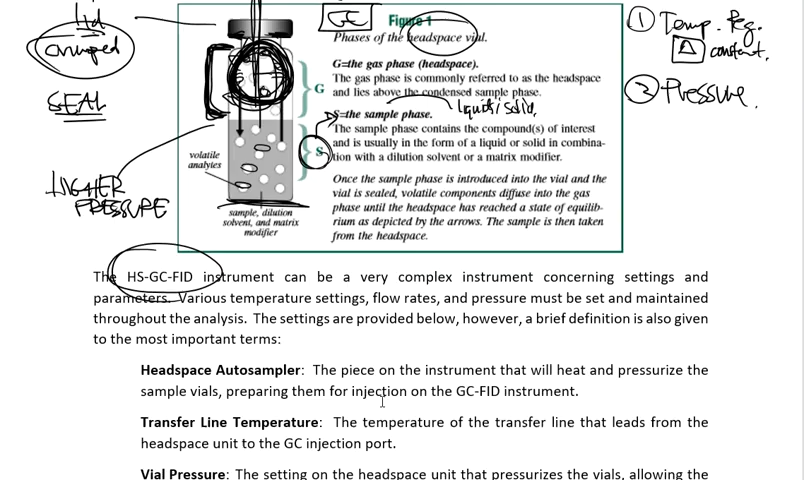 lid
crimped
SEAL
HIGHER
PRESSURE
GC
① Temp. Reg.
Δ constant.
② Pressure.
Figure 1
Phases of the headspace vial.
G=the gas phase (headspace).
The gas phase is commonly referred to as the headspace
and lies above the condensed sample phase.
liquid/solid.
S=the sample phase.
The sample phase contains the compound(s) of interest
and is usually in the form of a liquid or solid in combina-
tion with a dilution solvent or a matrix modifier.
Once the sample phase is introduced into the vial and the
vial is sealed, volatile components diffuse into the gas
phase until the headspace has reached a state of equilib-
rium as depicted by the arrows. The sample is then taken
from the headspace.
G
S
volatile
analytes
sample, dilution
solvent, and matrix
modifier
The HS-GC-FID instrument can be a very complex instrument concerning settings and
parameters. Various temperature settings, flow rates, and pressure must be set and maintained
throughout the analysis. The settings are provided below, however, a brief definition is also given
to the most important terms:
Headspace Autosampler: The piece on the instrument that will heat and pressurize the
sample vials, preparing them for injection on the GC-FID instrument.
Transfer Line Temperature: The temperature of the transfer line that leads from the
headspace unit to the GC injection port.
Vial Pressure: The setting on the headspace unit that pressurizes the vials, allowing the